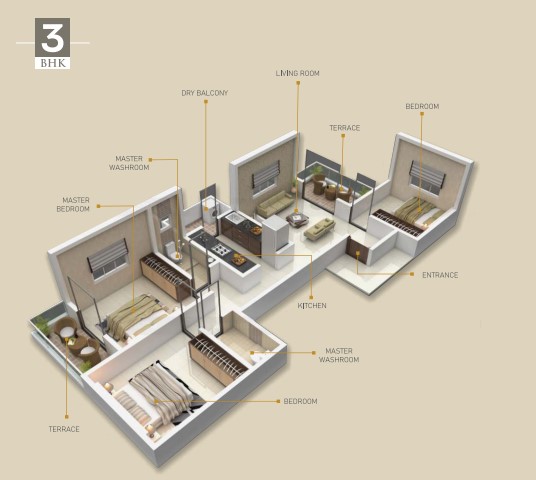 3
BHK
LIVING ROOM
DRY BALCONY
BEDROOM
TERRACE
MASTER
WASHROOM
MASTER
BEDROOM
ENTRANCE
KITCHEN
MASTER
WASHROOM
BEDROOM
TERRACE